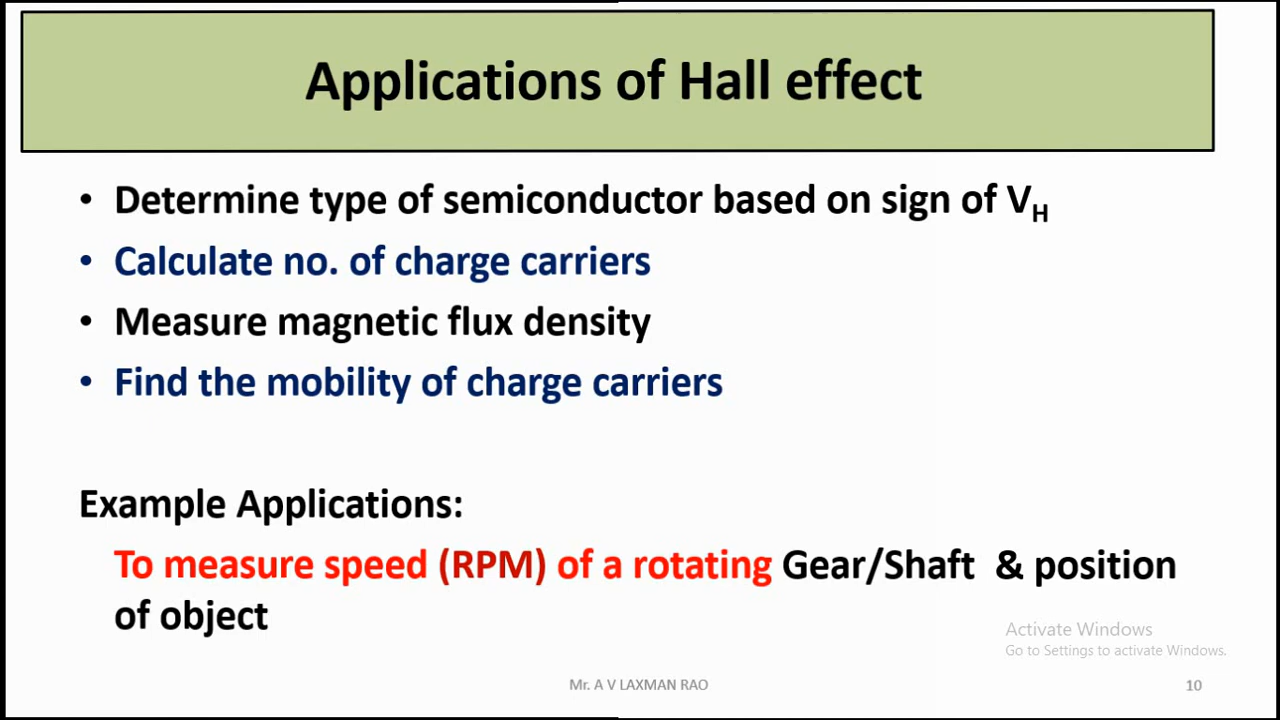 Applications of Hall effect
• Determine type of semiconductor based on sign of VH
• Calculate no. of charge carriers
• Measure magnetic flux density
• Find the mobility of charge carriers
Example Applications:
To measure speed (RPM) of a rotating Gear/Shaft & position
of object
Activate Windows
Go to Settings to activate Windows.
Mr. A V LAXMAN RAO
10